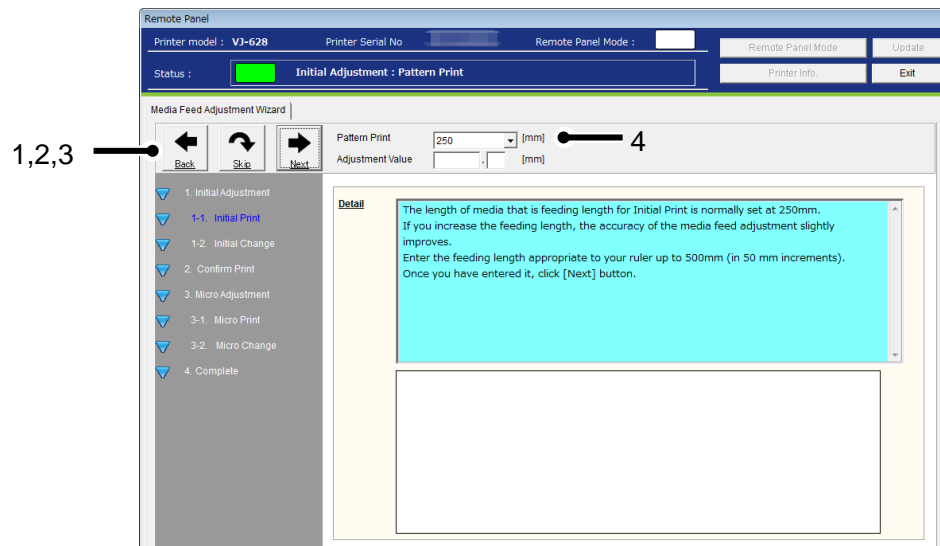 Remote Panel
Printer model : VJ-628 Printer Serial No Remote Panel Mode :
Remote Panel Mode Update
Status : Initial Adjustment : Pattern Print
Printer Info. Exit
Media Feed Adjustment Wizard
1,2,3
Back Skip Next
Pattern Print 250 [mm] 4
Adjustment Value . [mm]
1. Initial Adjustment
1-1. Initial Print
1-2. Initial Change
2. Confirm Print
3. Micro Adjustment
3-1. Micro Print
3-2. Micro Change
4. Complete
Detail
The length of media that is feeding length for Initial Print is normally set at 250mm.
If you increase the feeding length, the accuracy of the media feed adjustment slightly
improves.
Enter the feeding length appropriate to your ruler up to 500mm (in 50 mm increments).
Once you have entered it, click [Next] button.